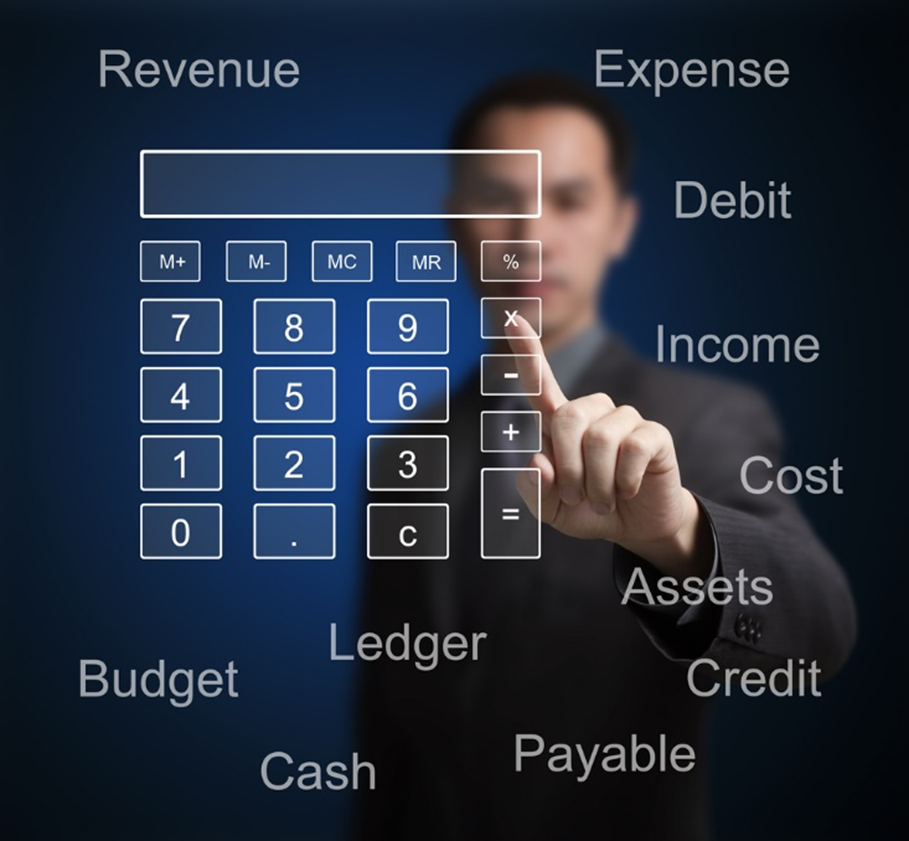 Revenue
Expense
Debit
M+ M- MC MR %
7 8 9 x
Income
4 5 6 -
+
1 2 3
Cost
=
0 . c
Assets
Ledger
Budget
Credit
Payable
Cash